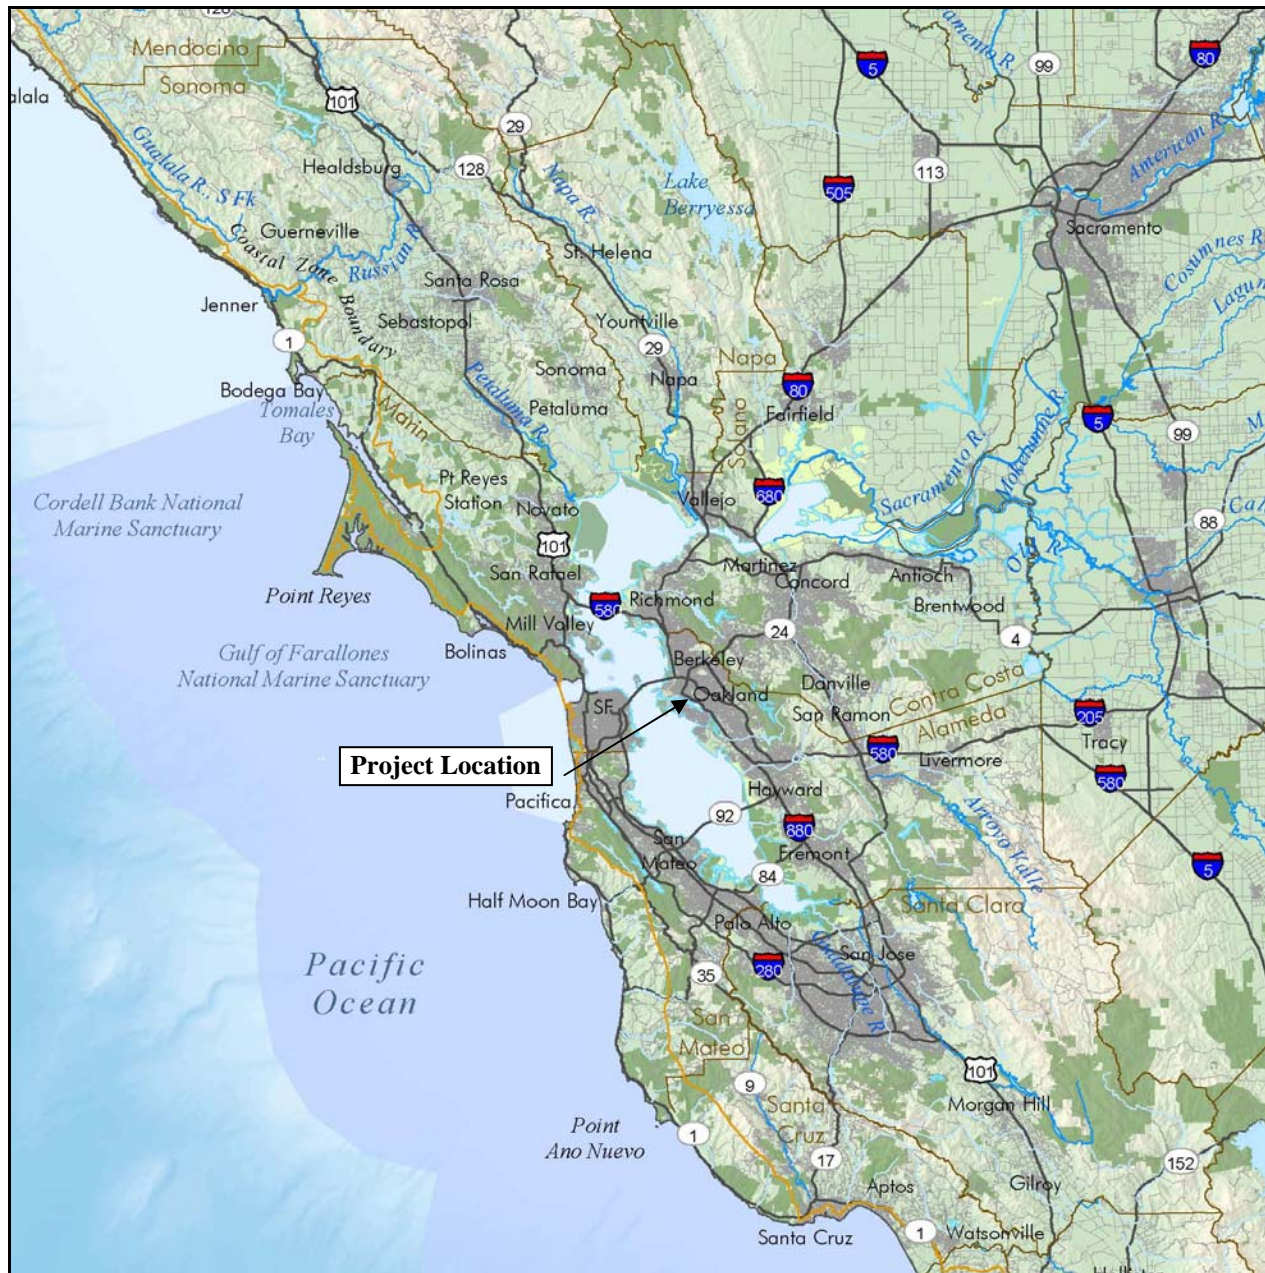 128
Mendocino
Sonoma
alala
101
5
80
99
amento R.
29
Healdsburg
128
Gualala R., S Fk
Napa R.
Lake
Berryessa
505
113
American R.
Guerneville
Coastal Zone Boundary
Russian R.
St. Helena
Sacramento
Cosumnes R.
Lagun
Santa Rosa
Jenner
Sebastopol
Yountville
1
29
Napa
Napa
Sonoma
Solano
80
Fairfield
Bodega Bay
Tomales
Bay
Marin
Petaluma R.
Petaluma
5
99
Mokelumne R.
M
Pt Reyes
Station
Novato
Vallejo
680
Sacramento R.
Cordell Bank National
Marine Sanctuary
88
Cal
101
Old R.
San Rafael
Martinez
Concord
Antioch
Point Reyes
580
Richmond
Brentwood
Mill Valley
24
4
Bolinas
Berkeley
Gulf of Farallones
National Marine Sanctuary
Danville
Contra Costa
Oakland
SF
San Ramon
Alameda
205
Tracy
580
Livermore
Project Location
580
Pacifica
Hayward
92
880
Arroyo Valle
San
Mateo
Fremont
84
5
Half Moon Bay
Santa Clara
Palo Alto
Guadalupe R.
San Jose
Pacific
Ocean
35
280
San
Mateo
101
9
Morgan Hill
Santa
Cruz
Point
Ano Nuevo
1
17
152
Aptos
Gilroy
Santa Cruz
1
Watsonville